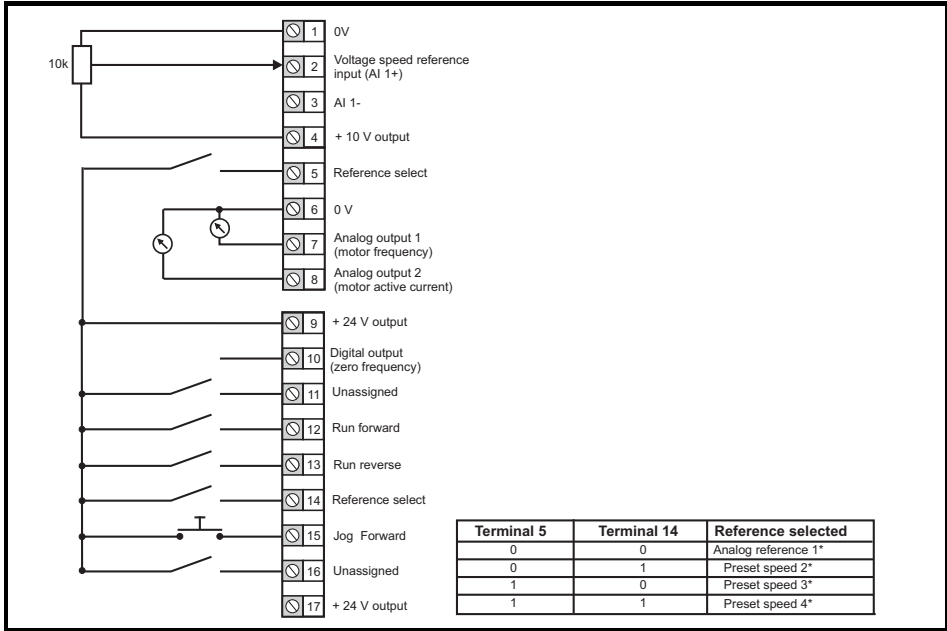 1 0V
10k
2 Voltage speed reference
input (AI 1+)
3 AI 1-
4 + 10 V output
5 Reference select
6 0 V
7 Analog output 1
(motor frequency)
8 Analog output 2
(motor active current)
9 + 24 V output
10 Digital output
(zero frequency)
11 Unassigned
12 Run forward
13 Run reverse
14 Reference select
15 Jog Forward
16 Unassigned
17 + 24 V output
Terminal 5 Terminal 14 Reference selected
0 0 Analog reference 1*
0 1 Preset speed 2*
1 0 Preset speed 3*
1 1 Preset speed 4*